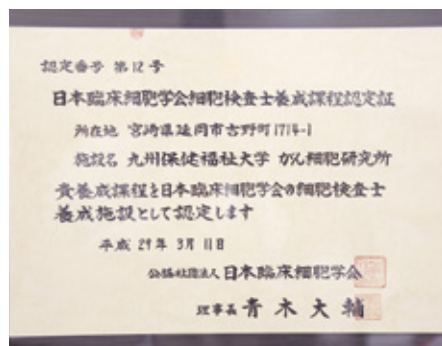 認定番号 第12号
日本臨床細胞学会細胞検査士養成課程認定証
所在地 宮崎県延岡市吉野町1714-1
施設名 九州保健福祉大学 がん細胞研究所
貴養成課程を日本臨床細胞学会の細胞検査士
養成施設として認定します
平成29年3月11日
公益社団法人 日本臨床細胞学会
理事長 青木大輔